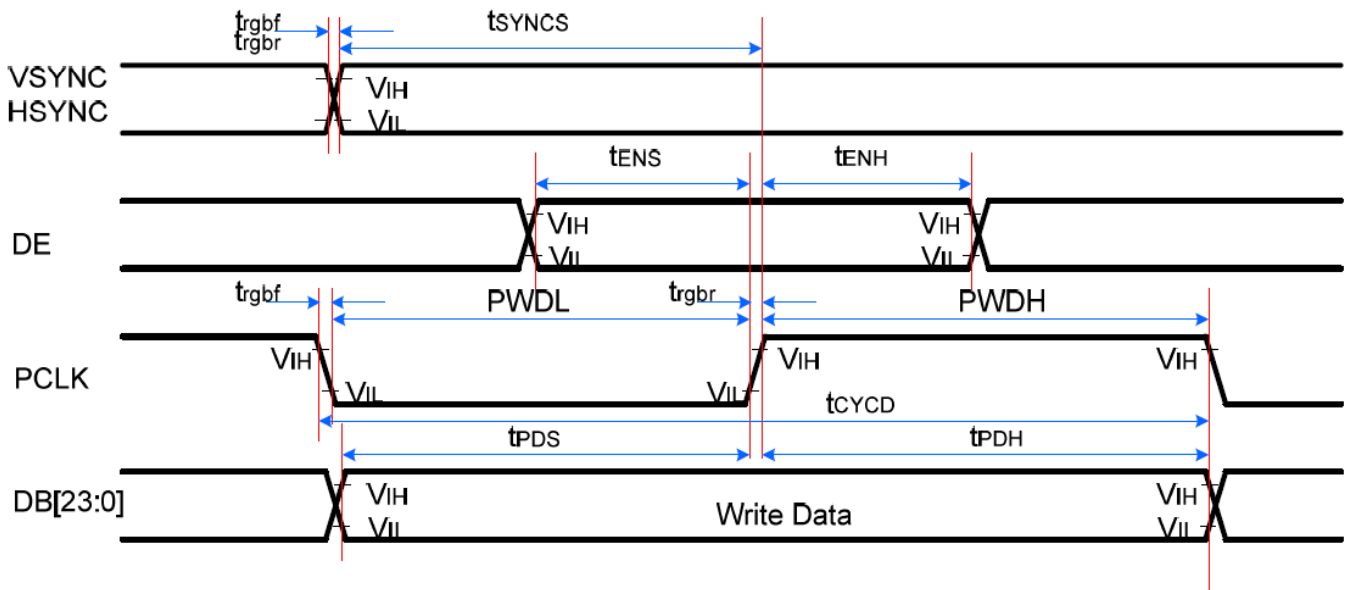 trgbf tSYNCS
trgbr
VSYNC VIH
HSYNC VIL
tENS tENH
DE VIH VIH
VIL VIL
trgbf PWDL trgbr PWDH
VIH VIH VIH
PCLK VIL VIL
tCYCD
tPDS tPDH
DB[23:0] VIH Write Data VIH
VIL VIL